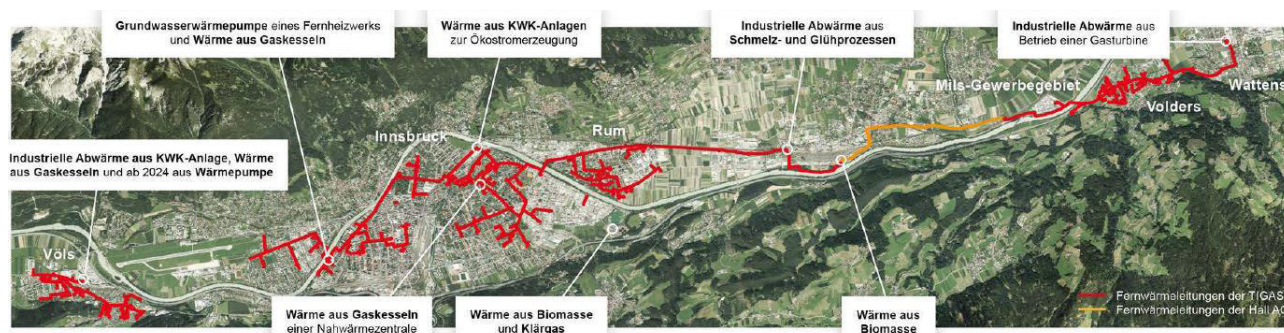 Grundwasserwärmepumpe eines Fernheizwerks
und Wärme aus Gaskesseln
Wärme aus KWK-Anlagen
zur Ökostromerzeugung
Industrielle Abwärme aus
Schmelz- und Glühprozessen
Industrielle Abwärme aus
Betrieb einer Gasturbine
Mils-Gewerbegebiet
Wattens
Volders
Innsbruck
Rum
Industrielle Abwärme aus KWK-Anlage, Wärme
aus Gaskesseln und ab 2024 aus Wärmepumpe
Völs
Wärme aus Gaskesseln
einer Nahwärmezentrale
Wärme aus Biomasse
und Klärgas
Wärme aus
Biomasse
Fernwärmeleitungen der TIGAS
Fernwärmeleitungen der Hall A